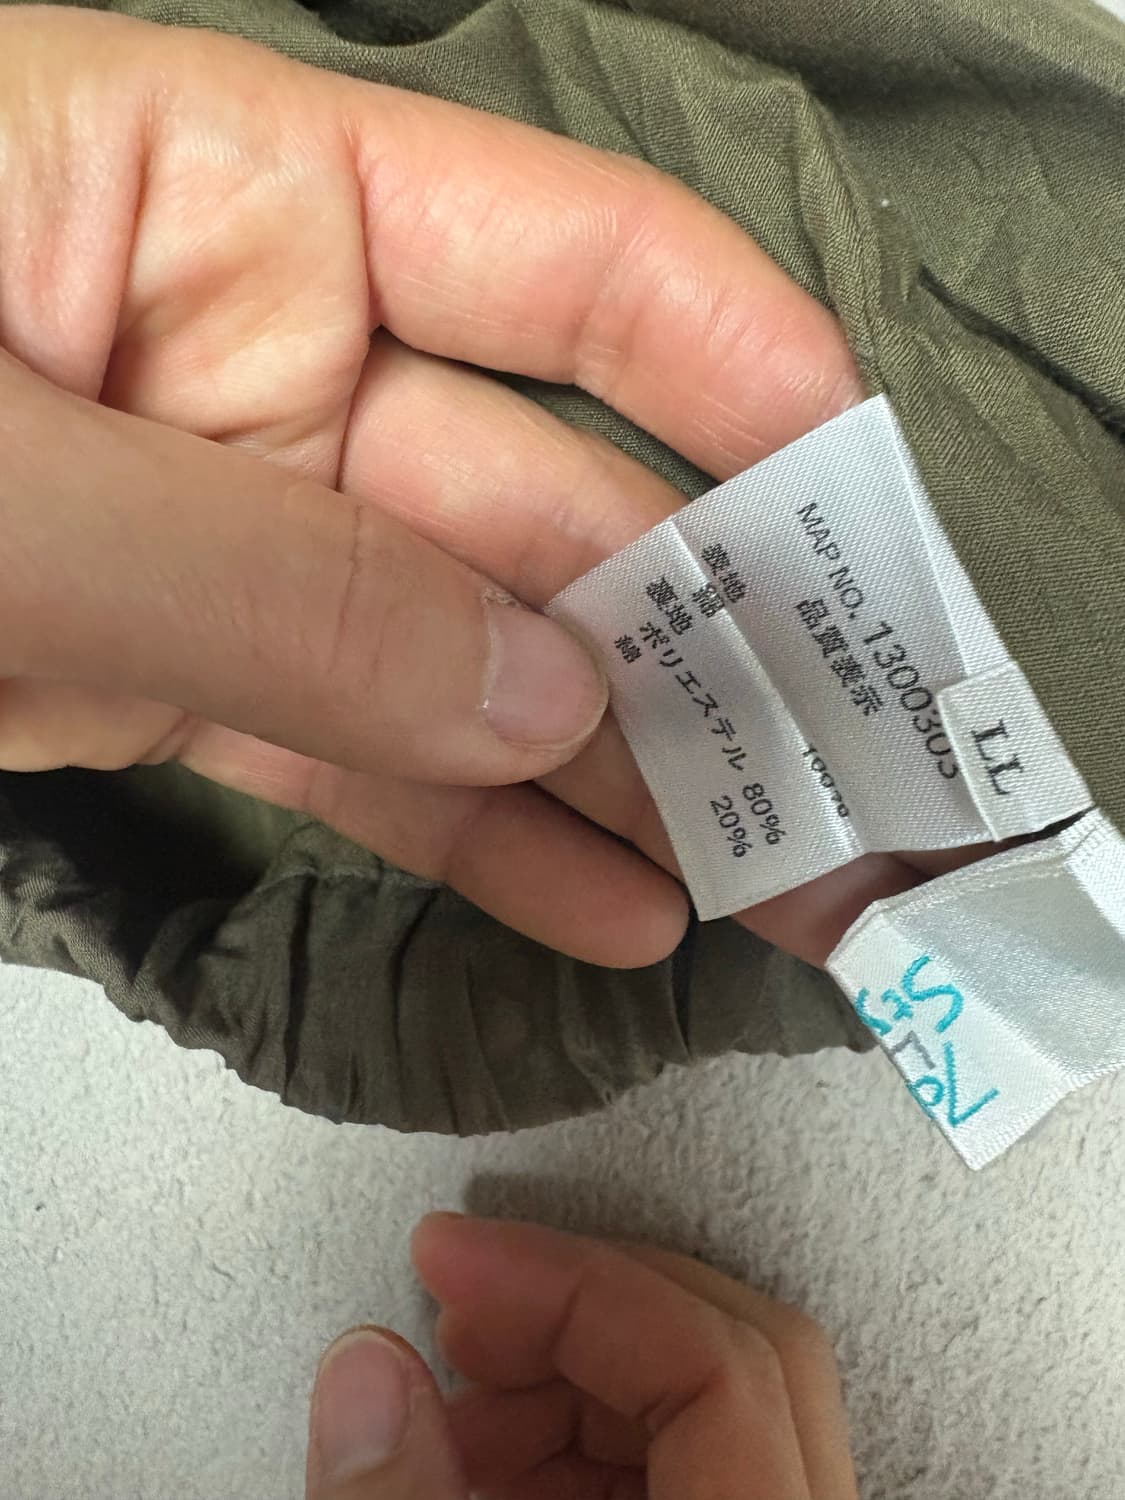 MAP NO. 1300303
品質表示
表地
綿 100%
裏地
ポリエステル 80%
綿 20%
LL